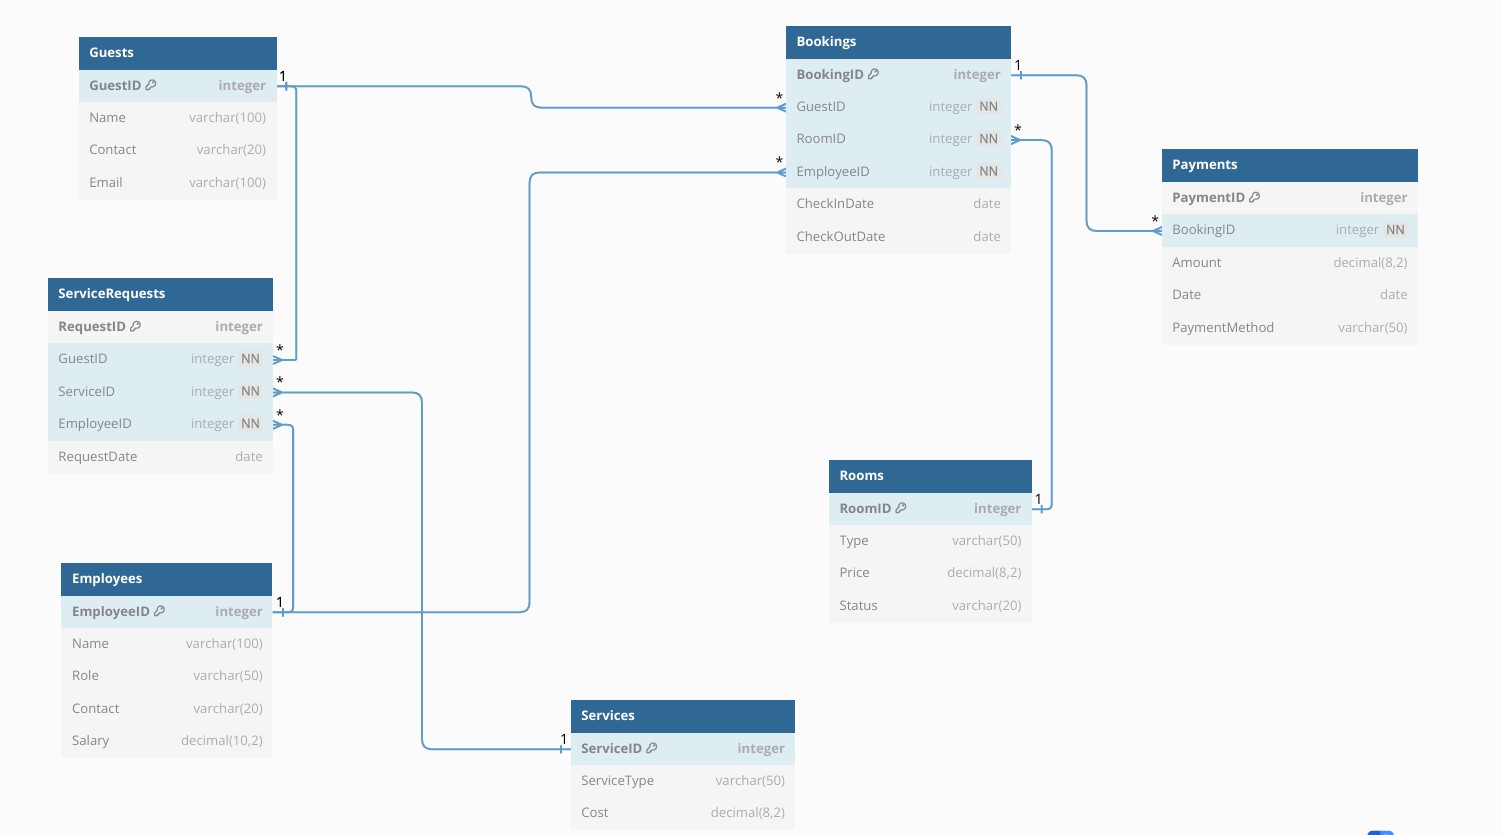 Guests
GuestID integer
Name varchar(100)
Contact varchar(20)
Email varchar(100)
1
*
Bookings
BookingID integer
GuestID integer NN
RoomID integer NN
EmployeeID integer NN
CheckInDate date
CheckOutDate date
1
*
*
*
Payments
PaymentID integer
BookingID integer NN
Amount decimal(8,2)
Date date
PaymentMethod varchar(50)
ServiceRequests
RequestID integer
GuestID integer NN
ServiceID integer NN
EmployeeID integer NN
RequestDate date
*
*
*
Rooms
RoomID integer
Type varchar(50)
Price decimal(8,2)
Status varchar(20)
1
Employees
EmployeeID integer
Name varchar(100)
Role varchar(50)
Contact varchar(20)
Salary decimal(10,2)
1
1
Services
ServiceID integer
ServiceType varchar(50)
Cost decimal(8,2)